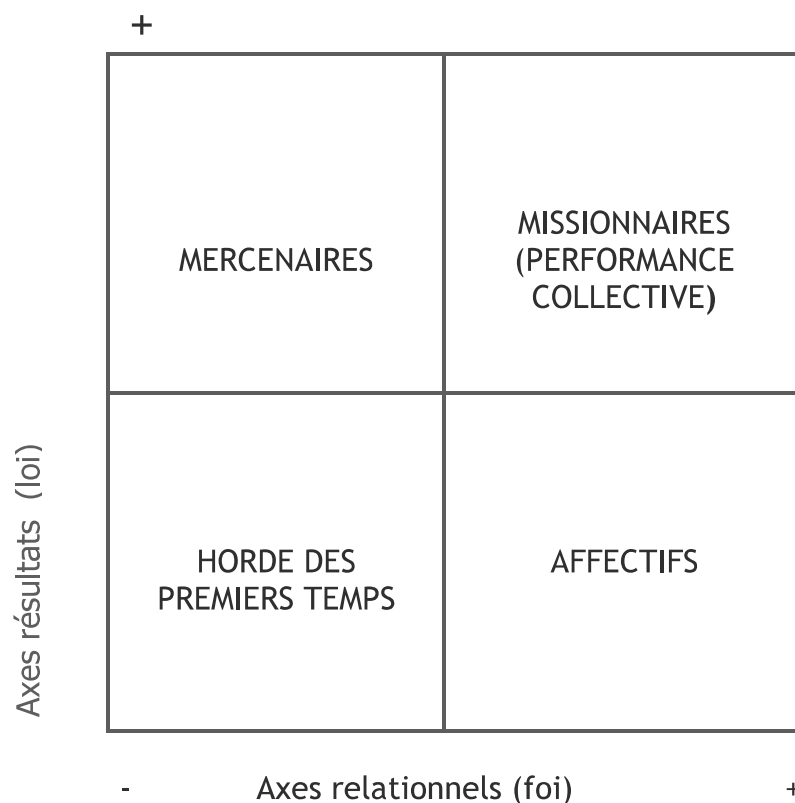 +
MERCENAIRES
MISSIONNAIRES
(PERFORMANCE
COLLECTIVE)
Axes résultats (loi)
HORDE DES
PREMIERS TEMPS
AFFECTIFS
-
Axes relationnels (foi)
+